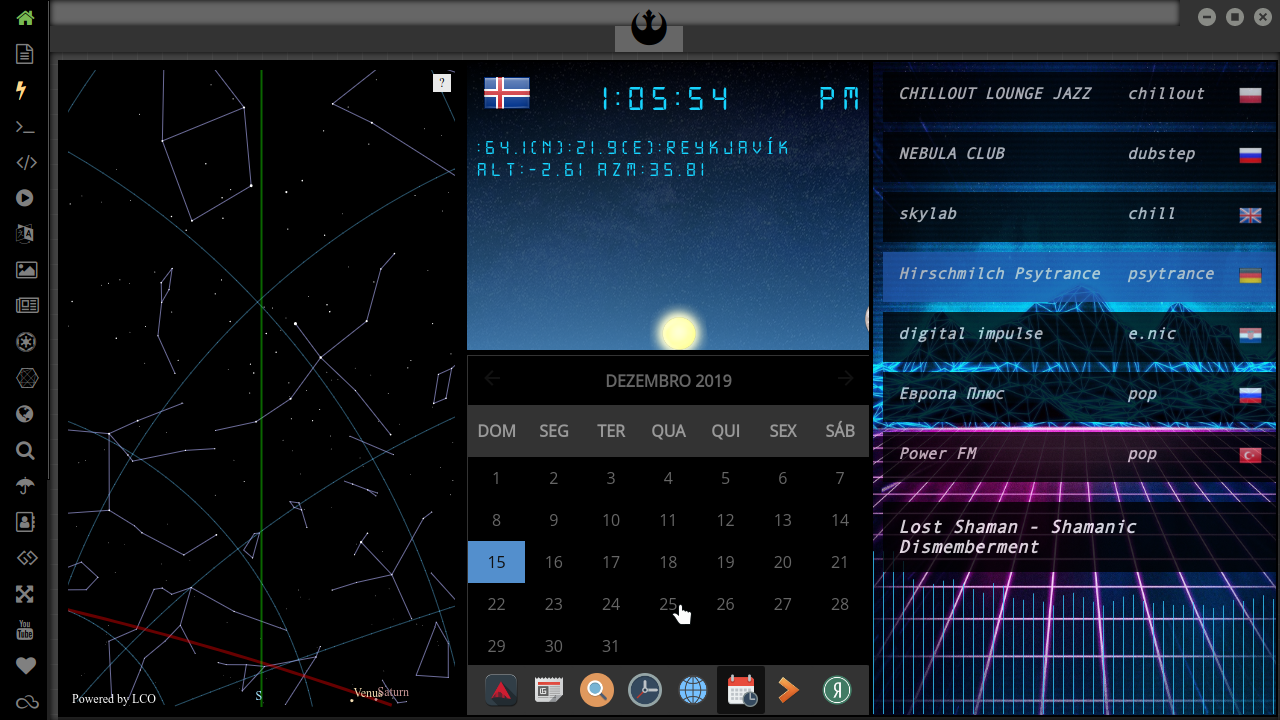 ?
1:05:54 PM
:64.1(N):21.9(E):REYKJAVÍK
ALT:-2.61 AZM:35.81
DEZEMBRO 2019
DOM SEG TER QUA QUI SEX SÁB
1 2 3 4 5 6 7
8 9 10 11 12 13 14
15 16 17 18 19 20 21
22 23 24 25 26 27 28
29 30 31
Powered by LCO
S
Venus
Saturn
CHILLOUT LOUNGE JAZZ chillout
NEBULA CLUB dubstep
skylab chill
Hirschmilch Psytrance psytrance
digital impulse e.nic
Европа Плюс pop
Power FM pop
Lost Shaman - Shamanic
Dismemberment
You
Tube
Я